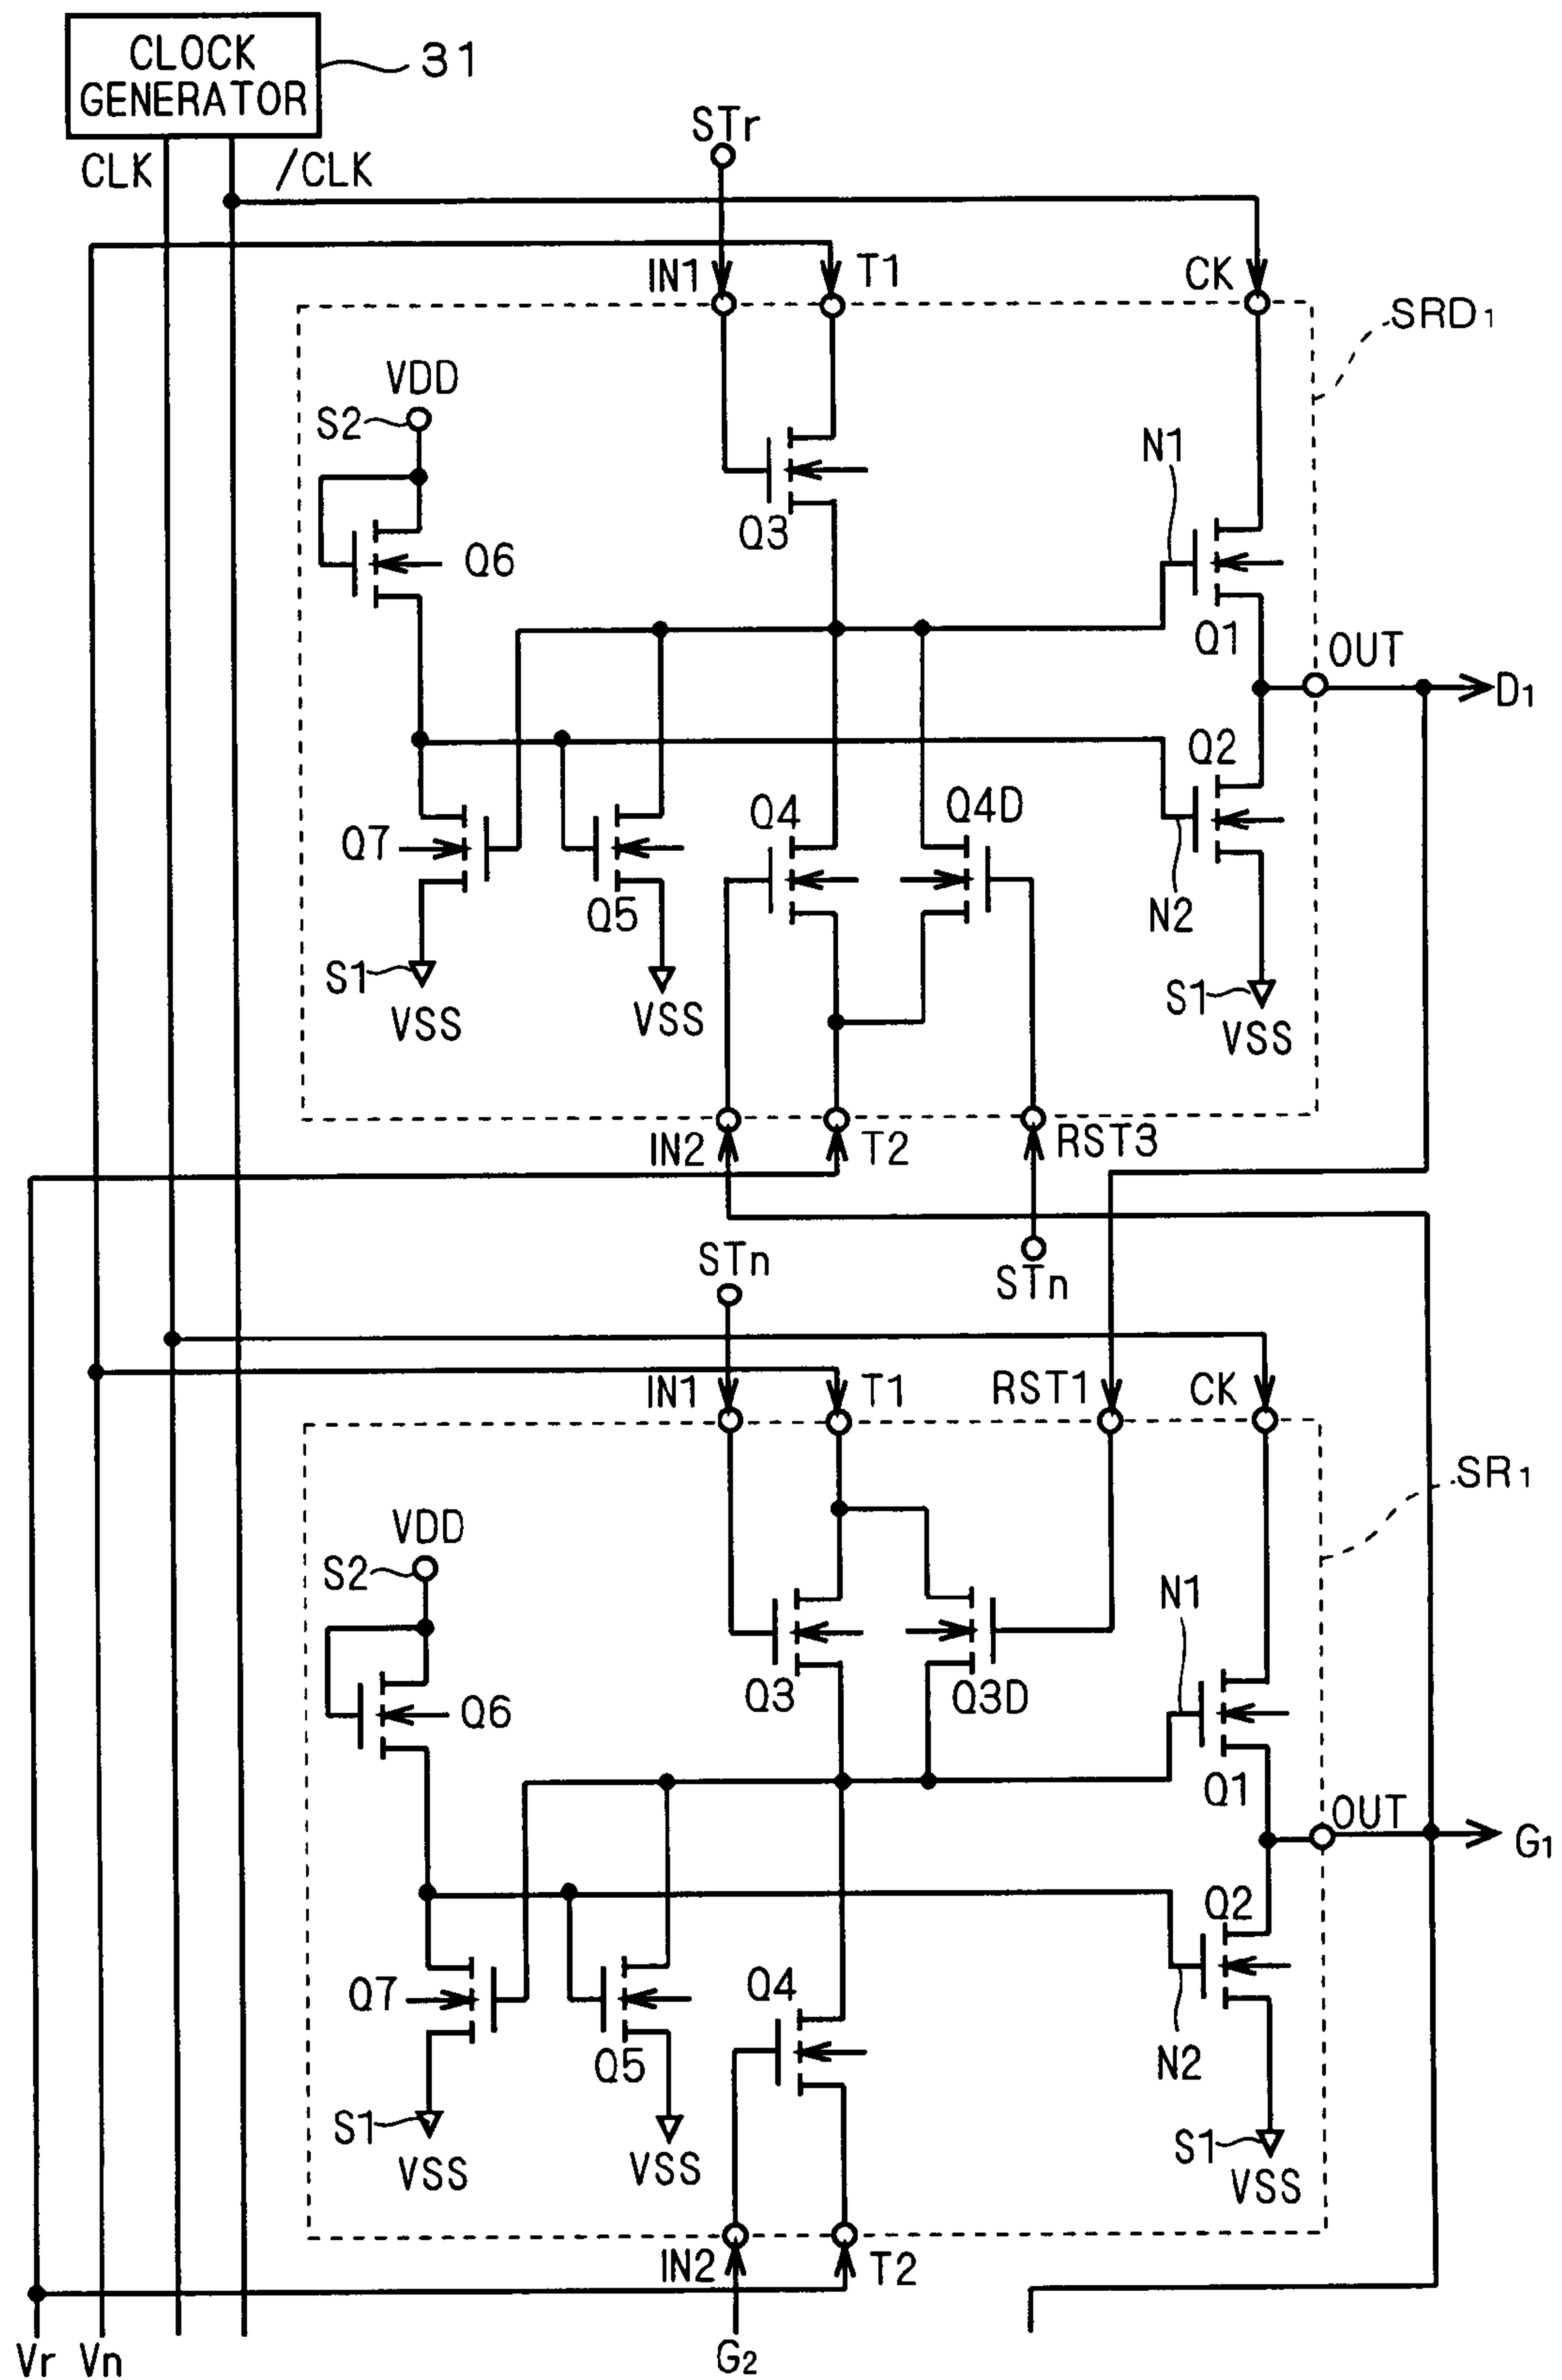 CLOCK
GENERATOR
31
CLK
/CLK
STr
IN1
T1
CK
SRD1
VDD
S2
N1
Q3
Q6
Q1
OUT
D1
Q2
Q4
Q4D
Q7
Q5
N2
S1
VSS
VSS
S1
VSS
IN2
T2
RST3
STn
STn
IN1
T1
RST1
CK
SR1
VDD
S2
N1
Q3
Q3D
Q6
Q1
OUT
G1
Q2
Q7
Q4
Q5
N2
S1
VSS
VSS
S1
VSS
IN2
T2
Vr
Vn
G2